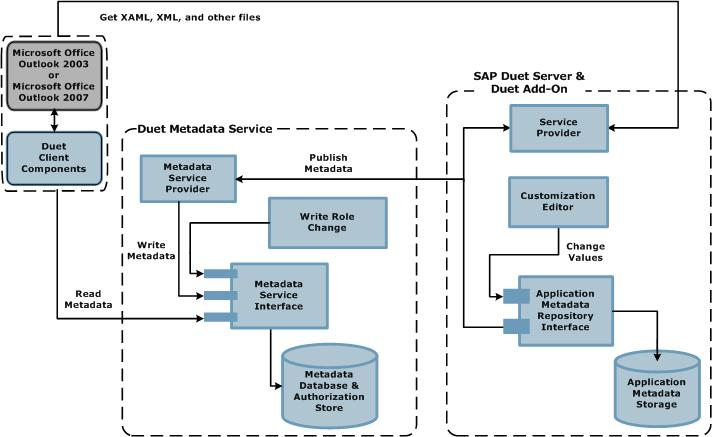 Get XAML, XML, and other files
Microsoft Office
Outlook 2003
or
Microsoft Office
Outlook 2007
Duet
Client
Components
Duet Metadata Service
Metadata
Service
Provider
Write Role
Change
Write
Metadata
Metadata
Service
Interface
Read
Metadata
Metadata
Database &
Authorization
Store
Publish
Metadata
SAP Duet Server &
Duet Add-On
Service
Provider
Customization
Editor
Change
Values
Application
Metadata
Repository
Interface
Application
Metadata
Storage